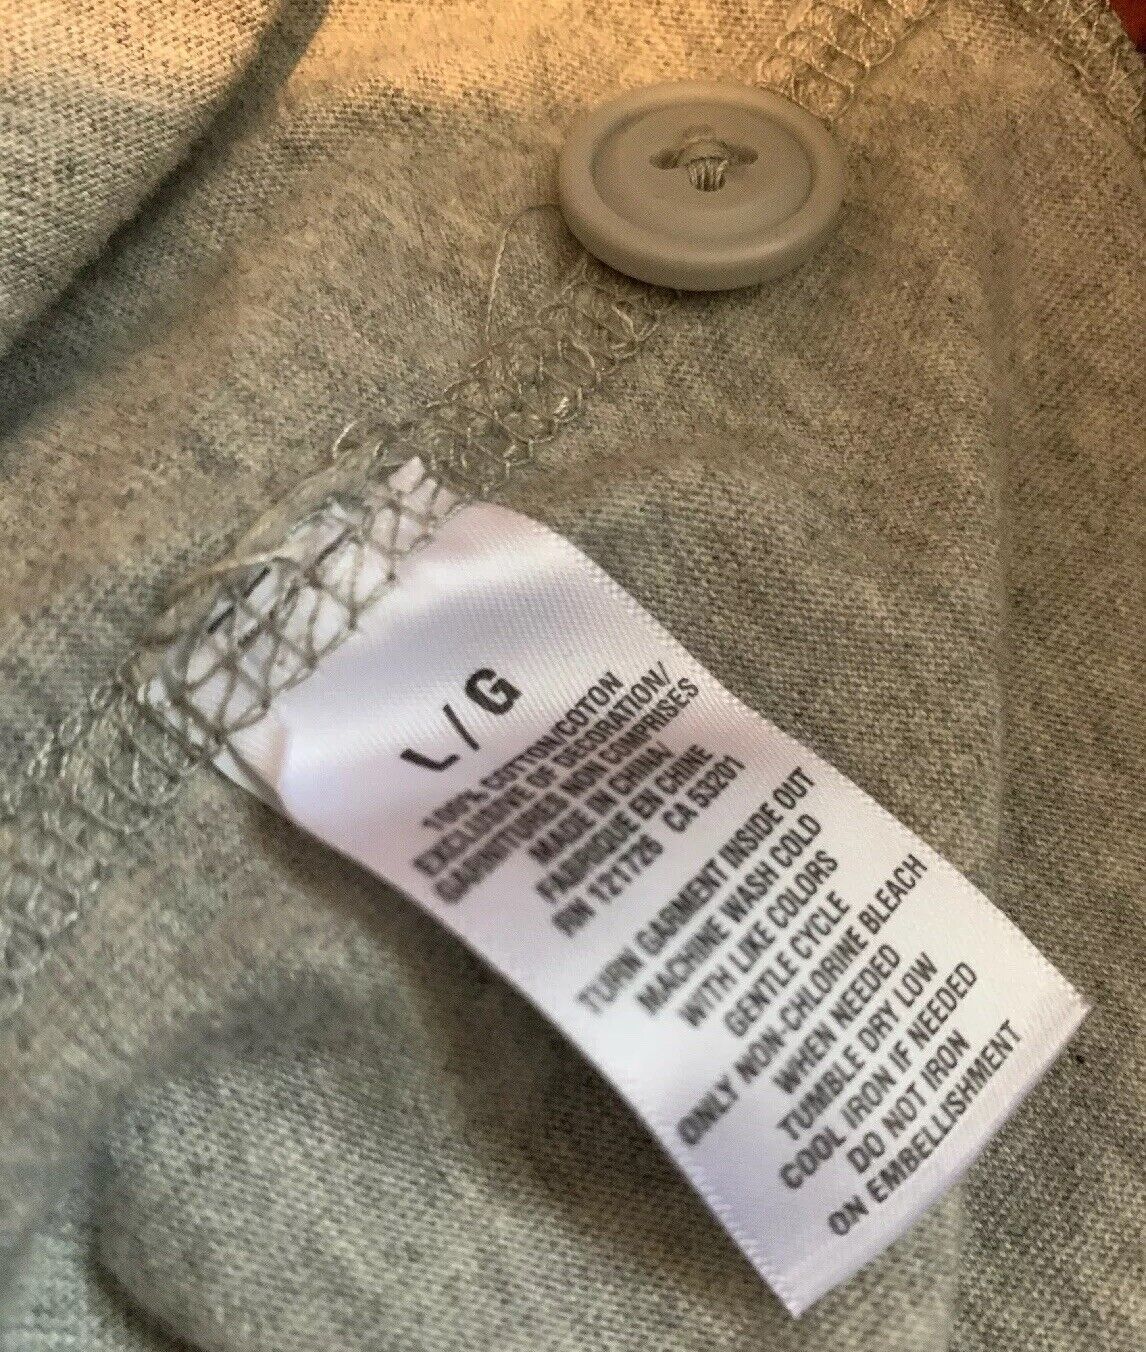 L / G
100% COTTON/COTON
EXCLUSIVE OF DECORATION/
GARNITURES NON COMPRISES
MADE IN CHINA/
FABRIQUE EN CHINE
RN 121726 CA 53201
TURN GARMENT INSIDE OUT
MACHINE WASH COLD
WITH LIKE COLORS
GENTLE CYCLE
ONLY NON-CHLORINE BLEACH
WHEN NEEDED
TUMBLE DRY LOW
COOL IRON IF NEEDED
DO NOT IRON
ON EMBELLISHMENT